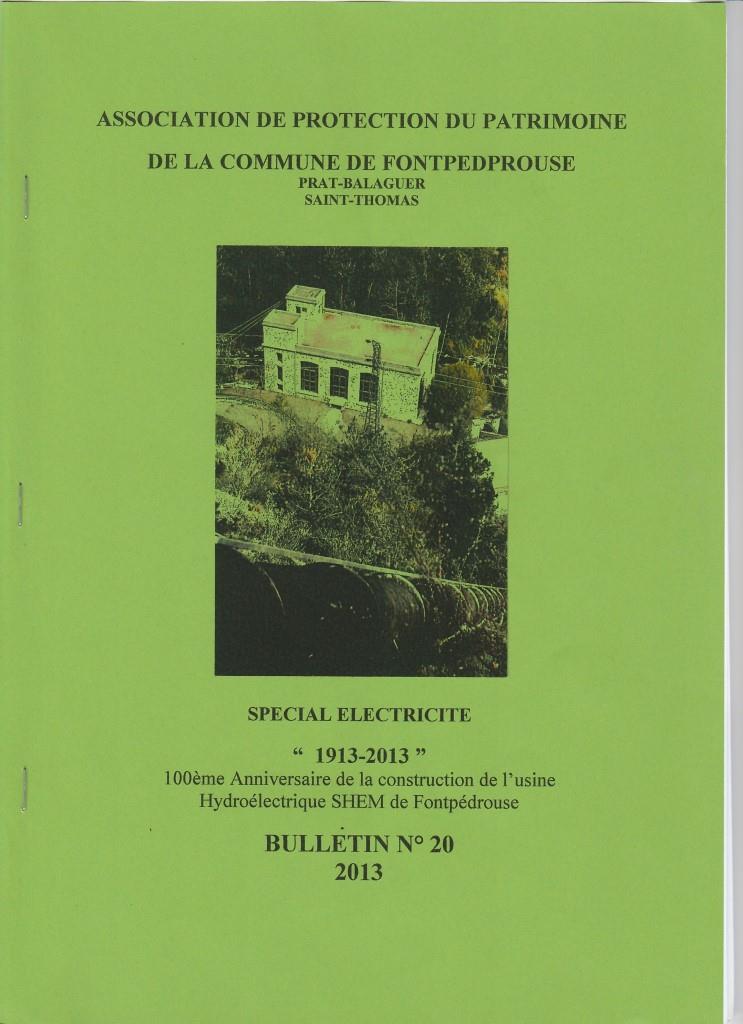 ASSOCIATION DE PROTECTION DU PATRIMOINE
DE LA COMMUNE DE FONTPEDPROUSE
PRAT-BALAGUER
SAINT-THOMAS
SPECIAL ELECTRICITE
“ 1913-2013 ”
100ème Anniversaire de la construction de l’usine
Hydroélectrique SHEM de Fontpédrouse
BULLETIN N° 20
2013